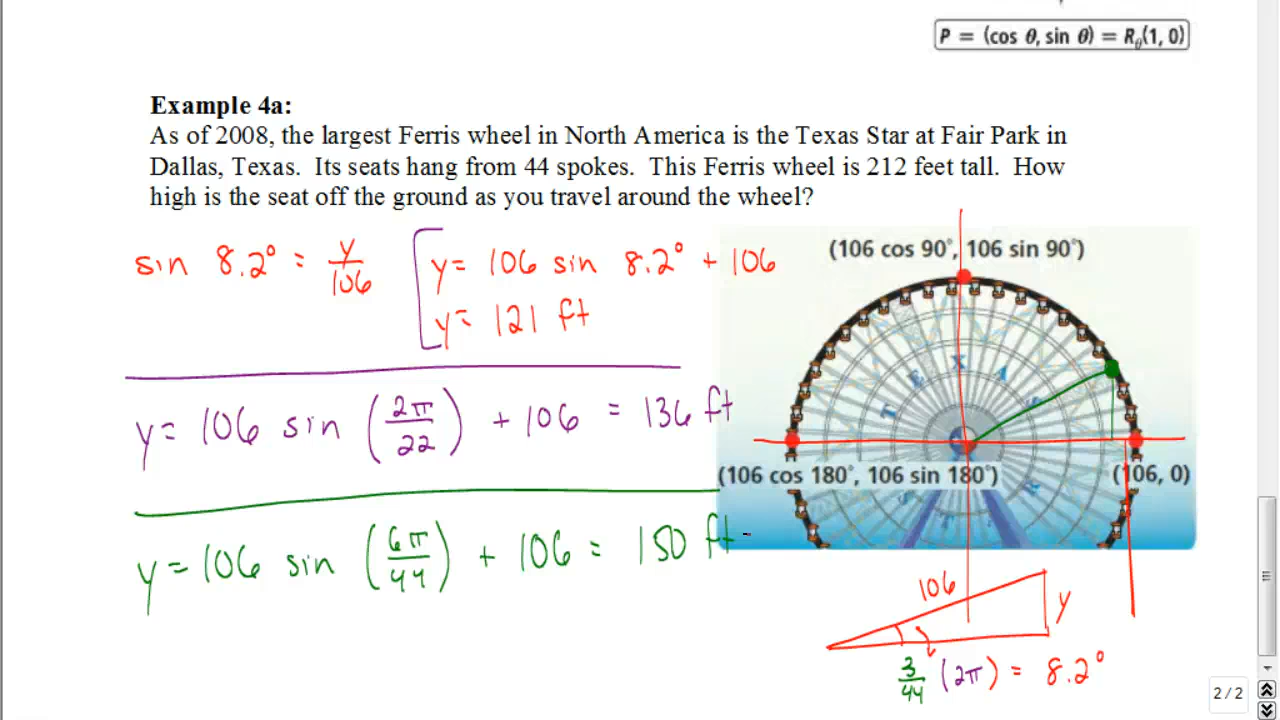 P = (cos θ, sin θ) = Rθ(1, 0)
Example 4a:
As of 2008, the largest Ferris wheel in North America is the Texas Star at Fair Park in
Dallas, Texas. Its seats hang from 44 spokes. This Ferris wheel is 212 feet tall. How
high is the seat off the ground as you travel around the wheel?
sin 8.2° = y/106
y = 106 sin 8.2° + 106
y = 121 ft
y = 106 sin (2π/22) + 106 = 136 ft
y = 106 sin (6π/44) + 106 = 150 ft
(106 cos 90°, 106 sin 90°)
T E X A S
(106 cos 180°, 106 sin 180°)
(106, 0)
106
y
3/44 (2π) = 8.2°
2 / 2